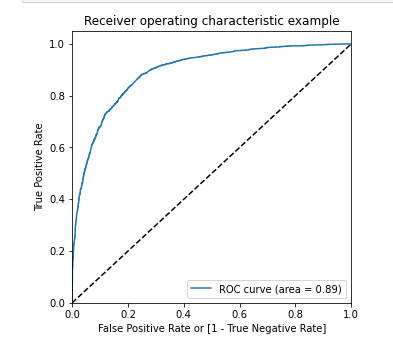 Receiver operating characteristic example
1.0
0.8
0.6
0.4
0.2
0.0
True Positive Rate
ROC curve (area = 0.89)
0.0 0.2 0.4 0.6 0.8 1.0
False Positive Rate or [1 - True Negative Rate]